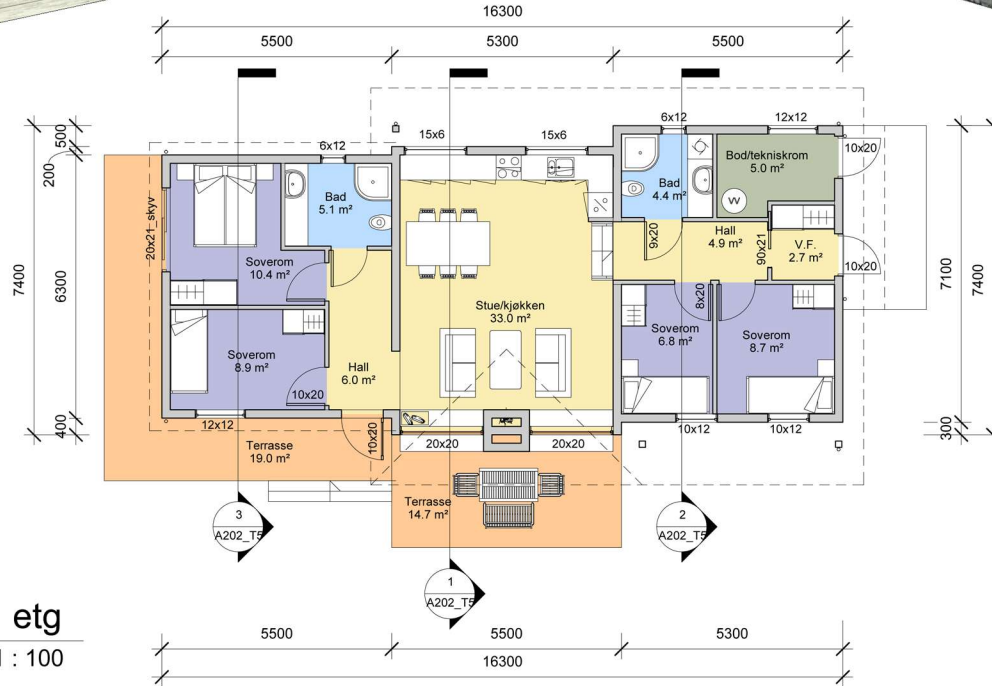 16300
5500
5300
5500
6x12
15x6
15x6
6x12
12x12
10x20
500
200
7400
6300
400
20x21_skyv
Bad
5.1 m²
Bad
4.4 m²
Bod/tekniskrom
5.0 m²
VV
Hall
4.9 m²
9x20
90x21
V.F.
2.7 m²
10x20
7100
7400
300
Soverom
10.4 m²
Stue/kjøkken
33.0 m²
8x20
Soverom
6.8 m²
Soverom
8.7 m²
Soverom
8.9 m²
Hall
6.0 m²
10x20
12x12
10x20
20x20
20x20
10x12
10x12
Terrasse
19.0 m²
Terrasse
14.7 m²
3
A202_T5
2
A202_T5
1
A202_T5
etg
1 : 100
5500
5500
5300
16300